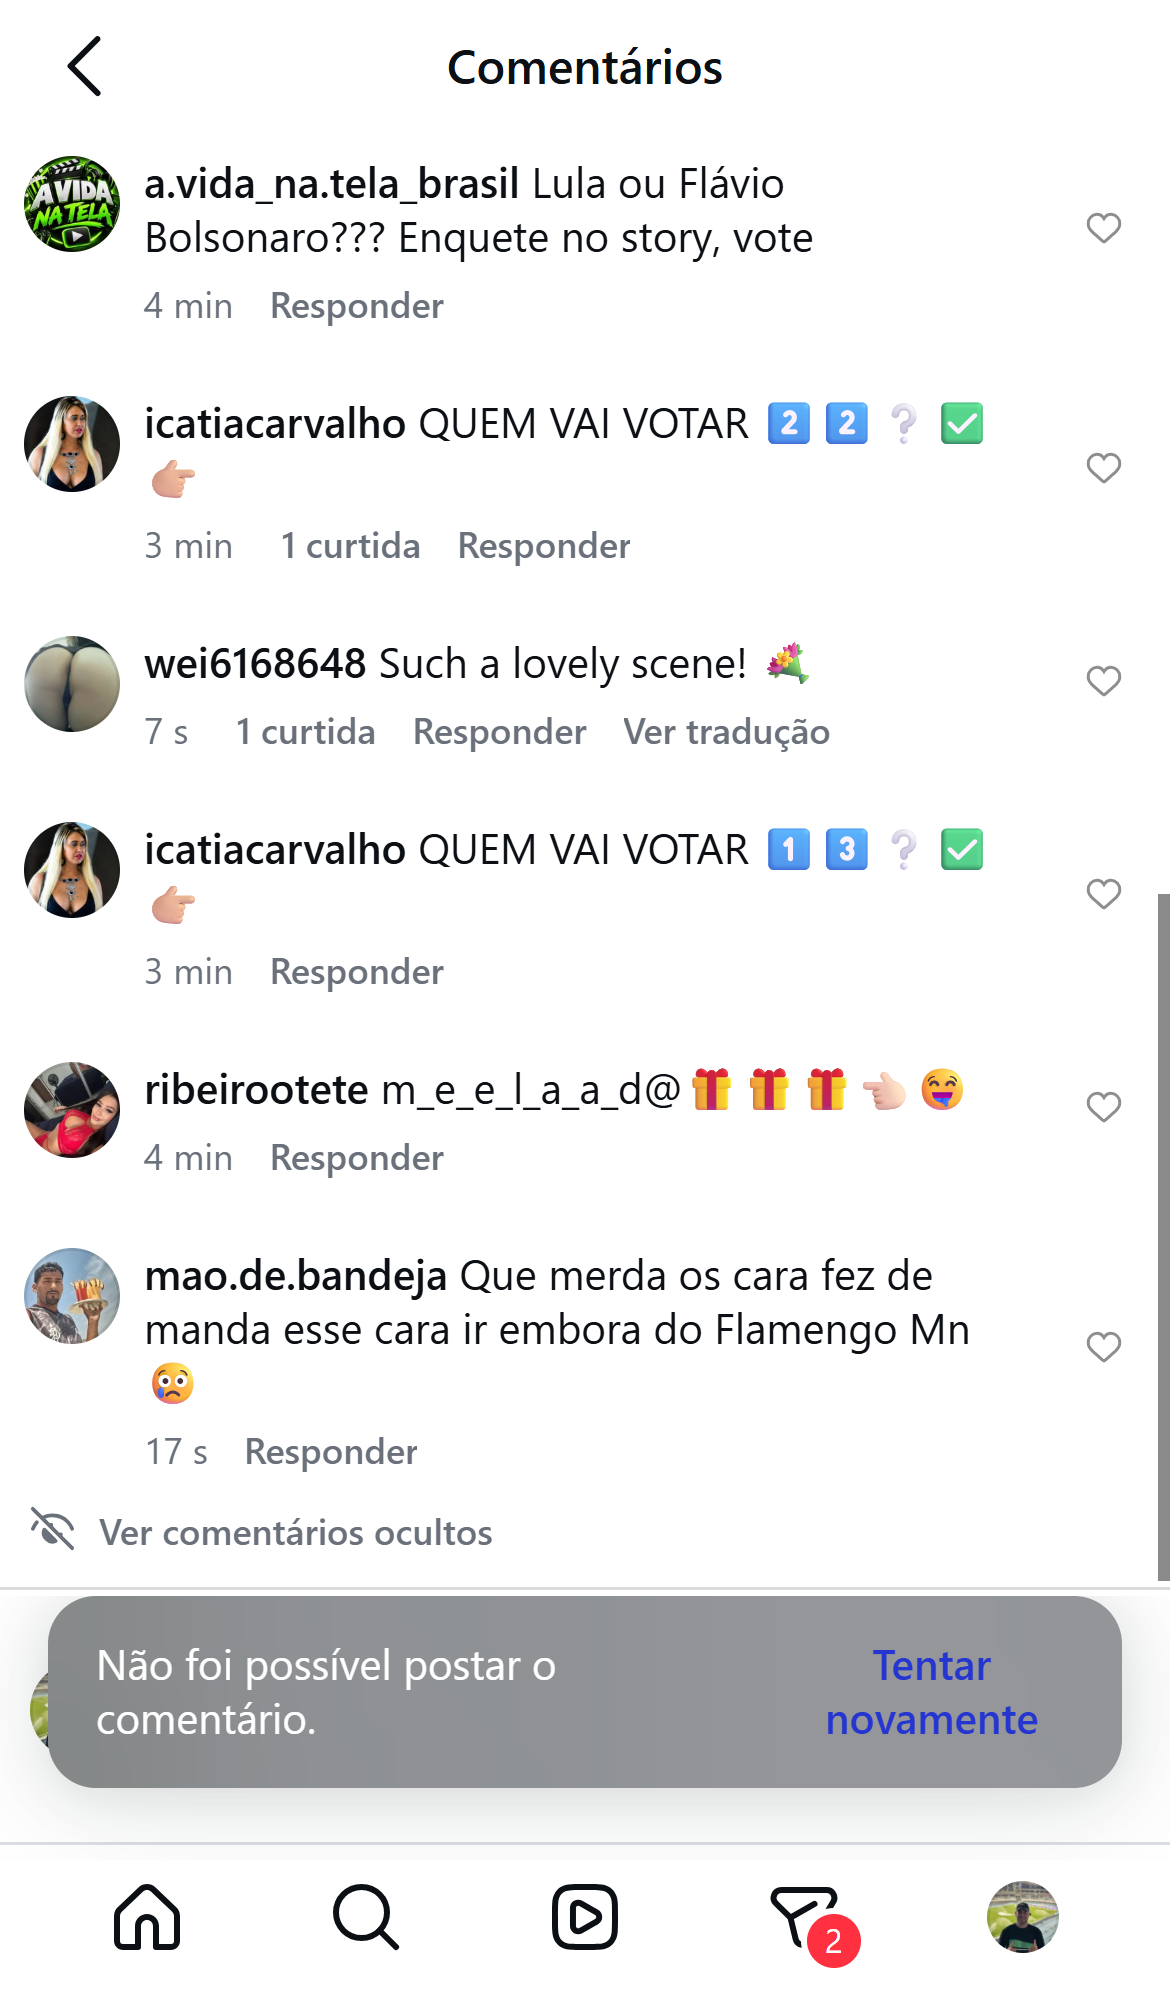 Comentários
A VIDA
NA TELA
a.vida_na.tela_brasil Lula ou Flávio
Bolsonaro??? Enquete no story, vote
4 min Responder
icatiacarvalho QUEM VAI VOTAR 2️⃣ 2️⃣ ❔ ✅
👉🏼
3 min 1 curtida Responder
wei6168648 Such a lovely scene! 💐
7 s 1 curtida Responder Ver tradução
icatiacarvalho QUEM VAI VOTAR 1️⃣ 3️⃣ ❔ ✅
👉🏼
3 min Responder
ribeirootete m_e_e_l_a_a_d@🎁🎁🎁👈🏻🤤
4 min Responder
mao.de.bandeja Que merda os cara fez de
manda esse cara ir embora do Flamengo Mn
😢
17 s Responder
Ver comentários ocultos
Não foi possível postar o
comentário.
Tentar
novamente
2